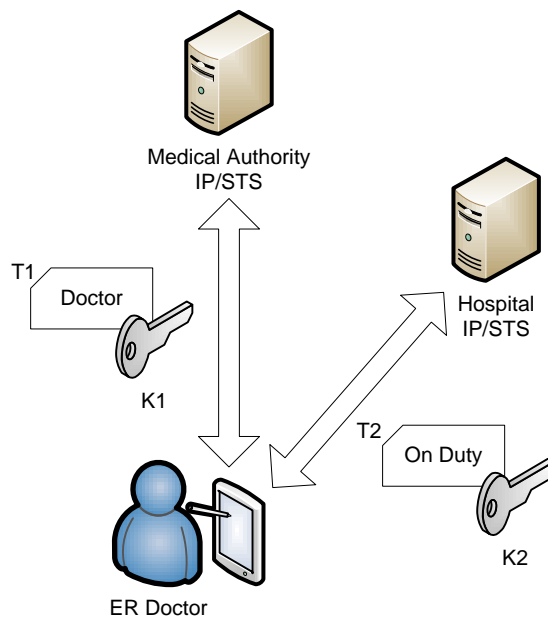 Medical Authority
IP/STS
T1
Doctor
K1
Hospital
IP/STS
T2
On Duty
K2
ER Doctor